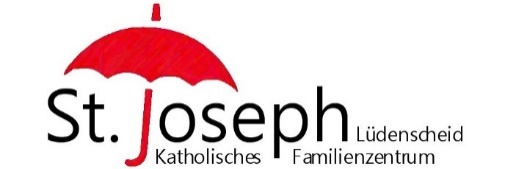 St. Joseph Lüdenscheid
Katholisches Familienzentrum